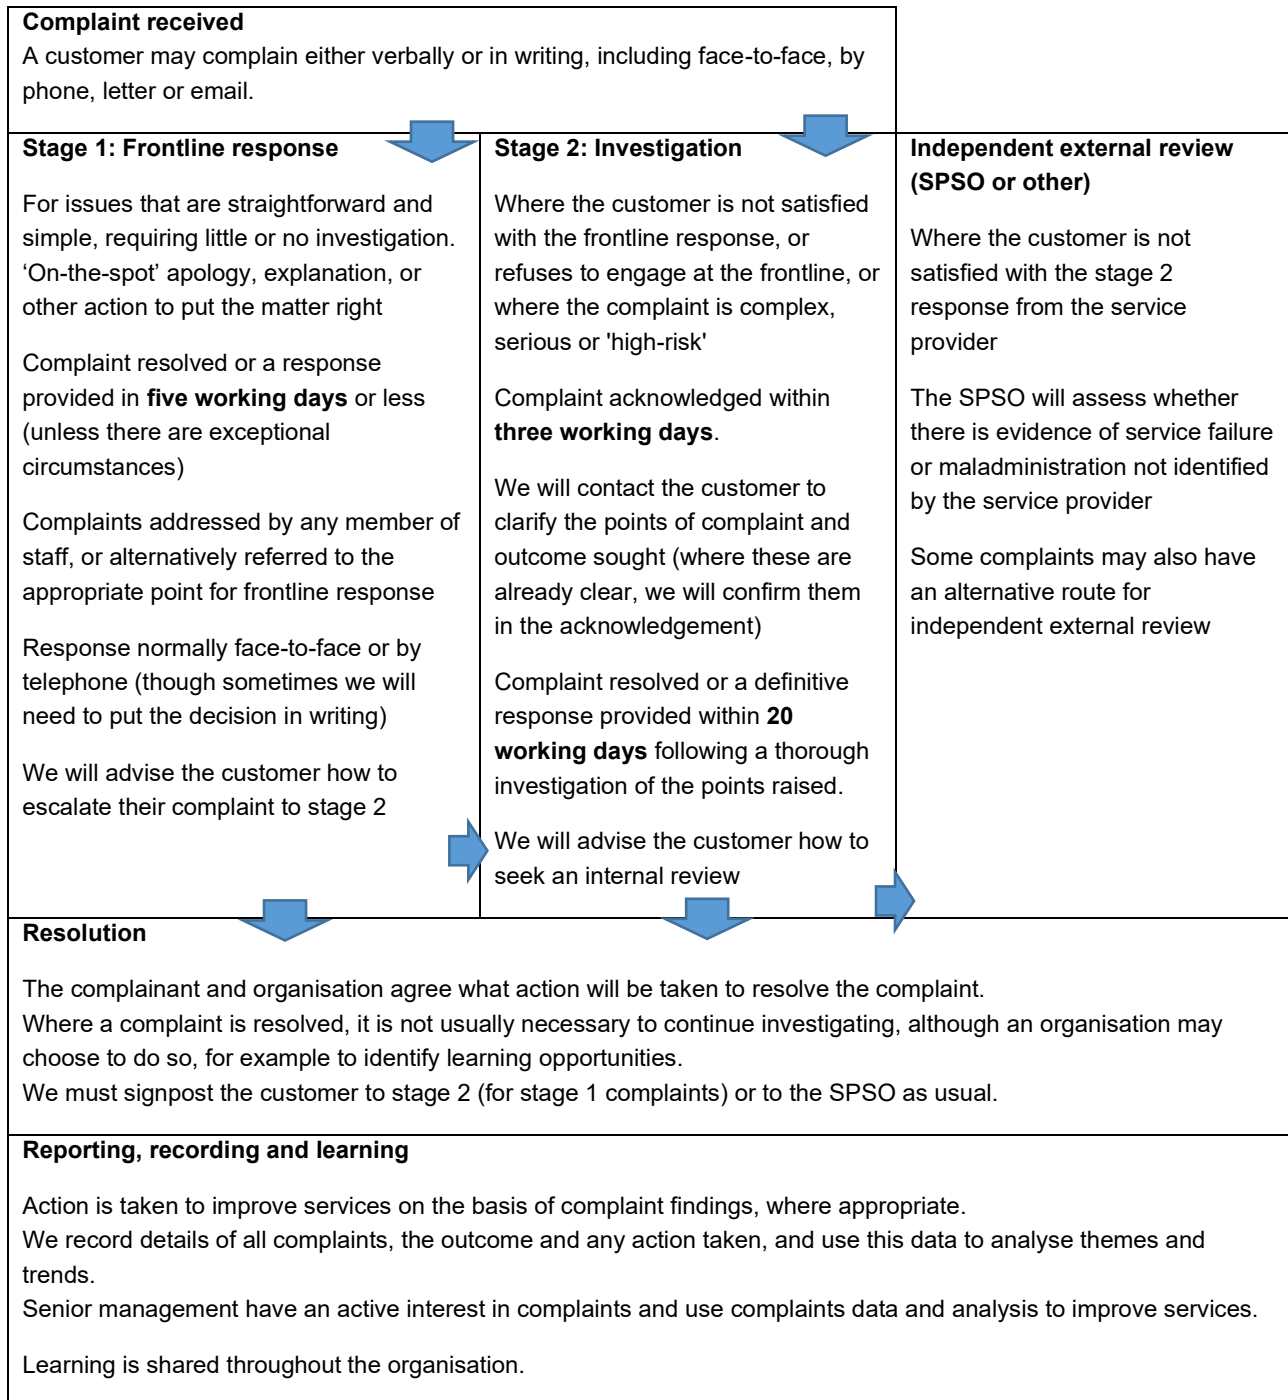 Complaint received
A customer may complain either verbally or in writing, including face-to-face, by
phone, letter or email.
Stage 1: Frontline response
For issues that are straightforward and
simple, requiring little or no investigation.
‘On-the-spot’ apology, explanation, or
other action to put the matter right
Complaint resolved or a response
provided in five working days or less
(unless there are exceptional
circumstances)
Complaints addressed by any member of
staff, or alternatively referred to the
appropriate point for frontline response
Response normally face-to-face or by
telephone (though sometimes we will
need to put the decision in writing)
We will advise the customer how to
escalate their complaint to stage 2
Stage 2: Investigation
Where the customer is not satisfied
with the frontline response, or
refuses to engage at the frontline, or
where the complaint is complex,
serious or 'high-risk'
Complaint acknowledged within
three working days.
We will contact the customer to
clarify the points of complaint and
outcome sought (where these are
already clear, we will confirm them
in the acknowledgement)
Complaint resolved or a definitive
response provided within 20
working days following a thorough
investigation of the points raised.
We will advise the customer how to
seek an internal review
Independent external review
(SPSO or other)
Where the customer is not
satisfied with the stage 2
response from the service
provider
The SPSO will assess whether
there is evidence of service failure
or maladministration not identified
by the service provider
Some complaints may also have
an alternative route for
independent external review
Resolution
The complainant and organisation agree what action will be taken to resolve the complaint.
Where a complaint is resolved, it is not usually necessary to continue investigating, although an organisation may
choose to do so, for example to identify learning opportunities.
We must signpost the customer to stage 2 (for stage 1 complaints) or to the SPSO as usual.
Reporting, recording and learning
Action is taken to improve services on the basis of complaint findings, where appropriate.
We record details of all complaints, the outcome and any action taken, and use this data to analyse themes and
trends.
Senior management have an active interest in complaints and use complaints data and analysis to improve services.
Learning is shared throughout the organisation.